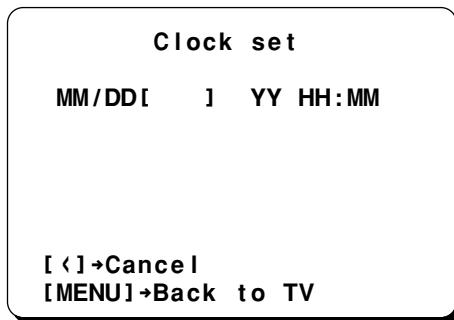 Clock set
MM/DD[ ] YY HH:MM
[‹]→Cancel
[MENU]→Back to TV